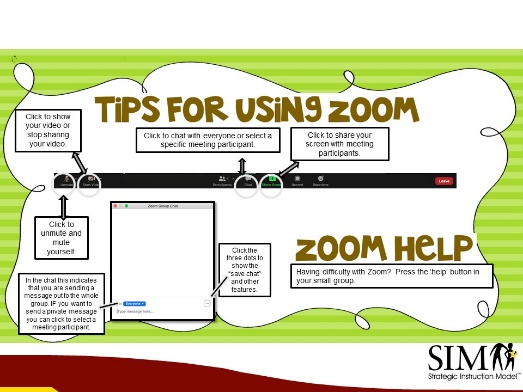 TIPS FOR USING ZOOM
Click to show
your video or
stop sharing
your video.
Click to chat with everyone or select a
specific meeting participant.
Click to share your
screen with meeting
participants.
Participants
Chat
Record
Reactions
Leave
Click to
unmute and
mute
yourself.
Zoom Group Chat
Everyone
Type message here...
Click the
three dots to
show the
"save chat"
and other
features.
In the chat this indicates
that you are sending a
message out to the whole
group. IF you want to
send a private message
you can click to select a
meeting participant.
ZOOM HELP
Having difficulty with Zoom? Press the 'help' button in
your small group.
SIM
Strategic Instruction Model™